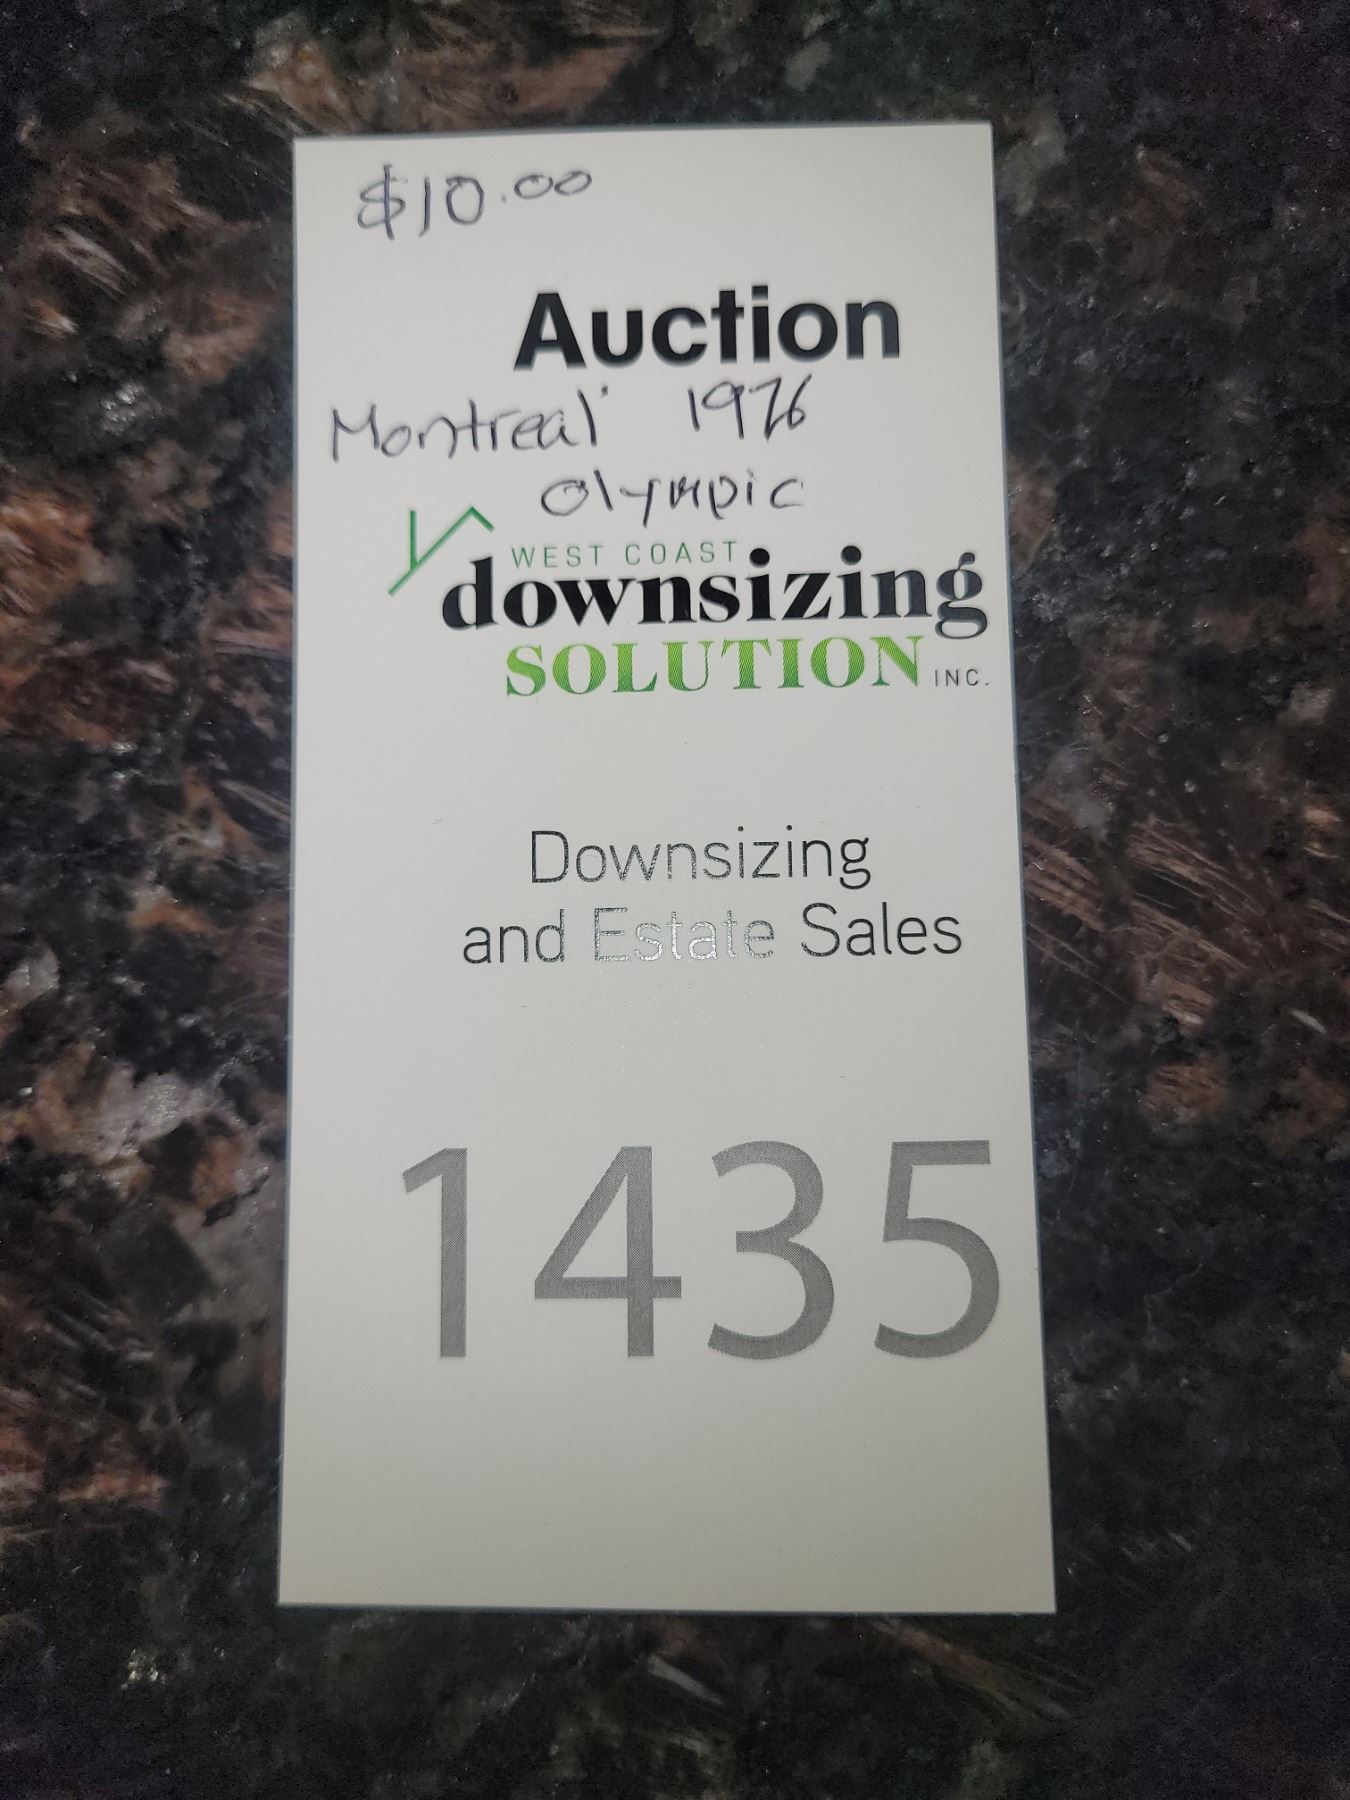 $10.00
Auction
Montreal 1976
Olympic
WEST COAST
downsizing
SOLUTION INC.
Downsizing
and Estate Sales
1435